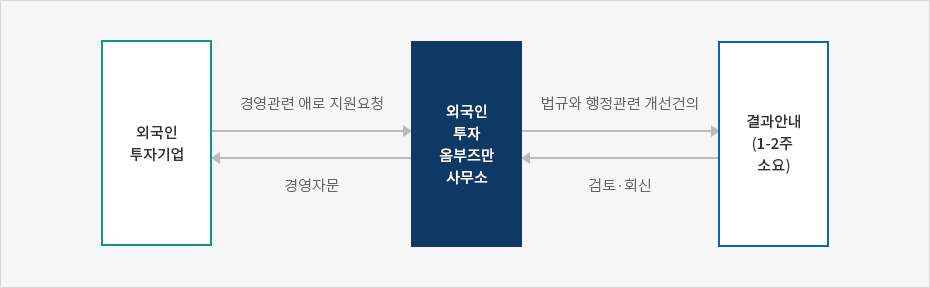 외국인
투자기업
경영관련 애로 지원요청
경영자문
외국인
투자
옴부즈만
사무소
법규와 행정관련 개선건의
검토·회신
결과안내
(1-2주
소요)